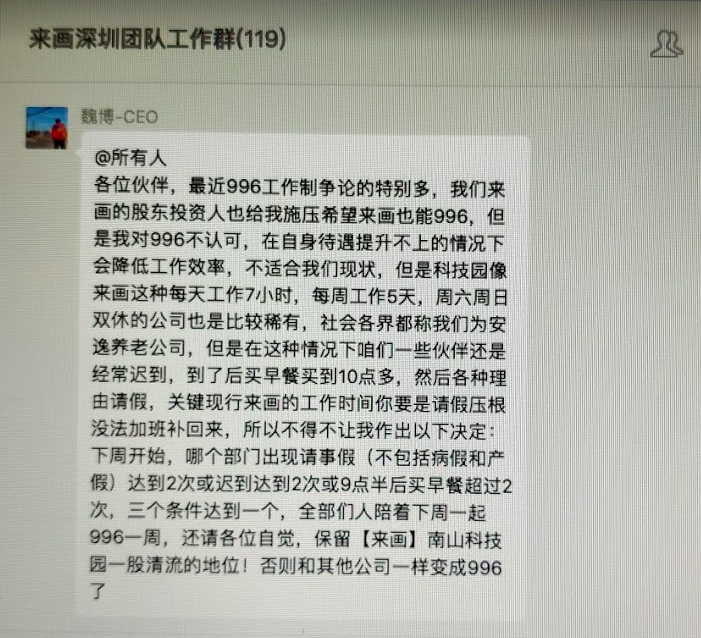 来画深圳团队工作群(119)
魏博-CEO
@所有人
各位伙伴，最近996工作制争论的特别多，我们来
画的股东投资人也给我施压希望来画也能996，但
是我对996不认可，在自身待遇提升不上的情况下
会降低工作效率，不适合我们现状，但是科技园像
来画这种每天工作7小时，每周工作5天，周六周日
双休的公司也是比较稀有，社会各界都称我们为安
逸养老公司，但是在这种情况下咱们一些伙伴还是
经常迟到，到了后买早餐买到10点多，然后各种理
由请假，关键现行来画的工作时间你要是请假压根
没法加班补回来，所以不得不让我作出以下决定：
下周开始，哪个部门出现请事假（不包括病假和产
假）达到2次或迟到达到2次或9点半后买早餐超过2
次，三个条件达到一个，全部们人陪着下周一起
996一周，还请各位自觉，保留【来画】南山科技
园一股清流的地位！否则和其他公司一样变成996
了